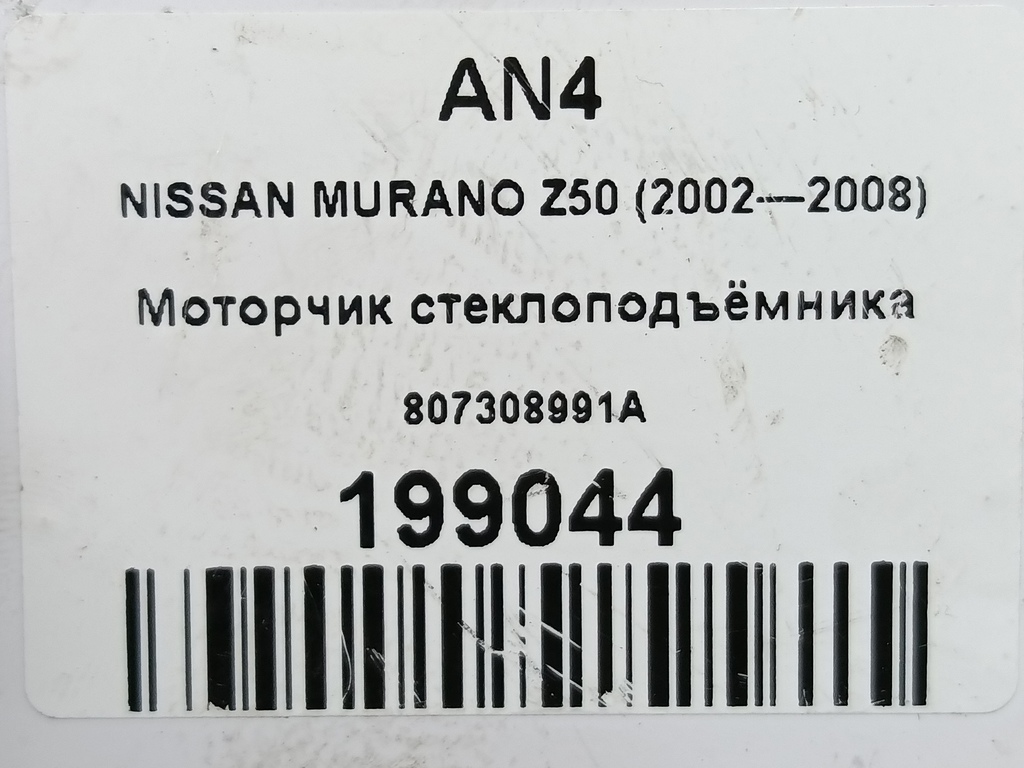 AN4
NISSAN MURANO Z50 (2002—2008)
Моторчик стеклоподъёмника
807308991A
199044